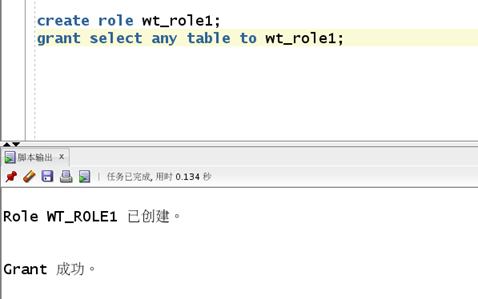 create role wt_role1;
grant select any table to wt_role1;
脚本输出 x
任务已完成, 用时 0.134 秒
Role WT_ROLE1 已创建。
Grant 成功。